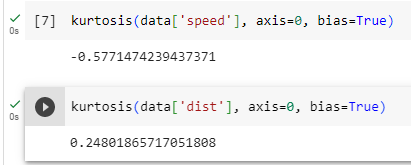 [7] kurtosis(data['speed'], axis=0, bias=True)
0s
-0.5771474239437371
kurtosis(data['dist'], axis=0, bias=True)
0s
0.24801865717051808